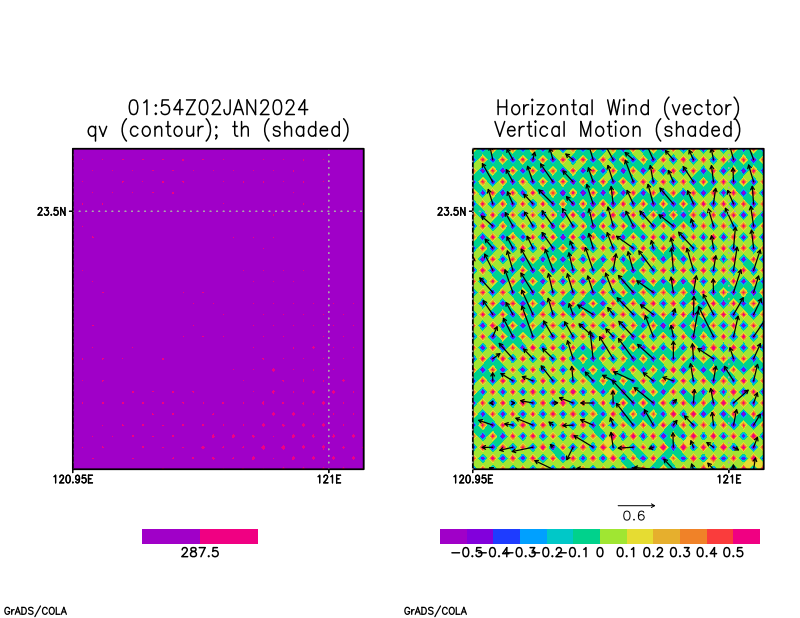 01:54Z02JAN2024
qv (contour); th (shaded)
23.5N
120.95E 121E
287.5
Horizontal Wind (vector)
Vertical Motion (shaded)
23.5N
120.95E 121E
0.6
-0.5 -0.4 -0.3 -0.2 -0.1 0 0.1 0.2 0.3 0.4 0.5
GrADS/COLA GrADS/COLA